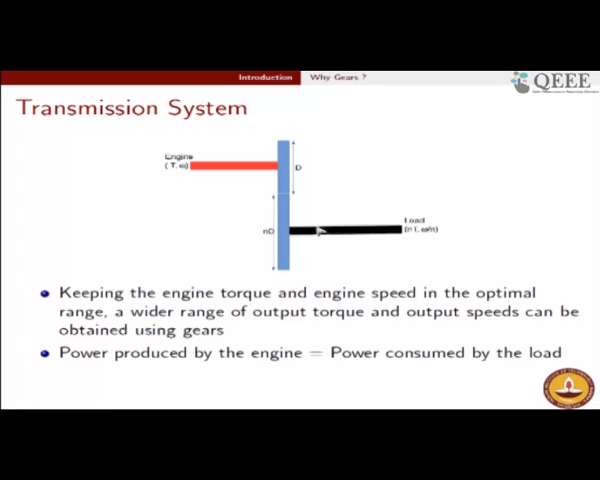 Introduction Why Gears ?
QEEE
Transmission System
Engine
( T, ω)
D
Load
(n T, ω/n)
nD
Keeping the engine torque and engine speed in the optimal
range, a wider range of output torque and output speeds can be
obtained using gears
Power produced by the engine = Power consumed by the load